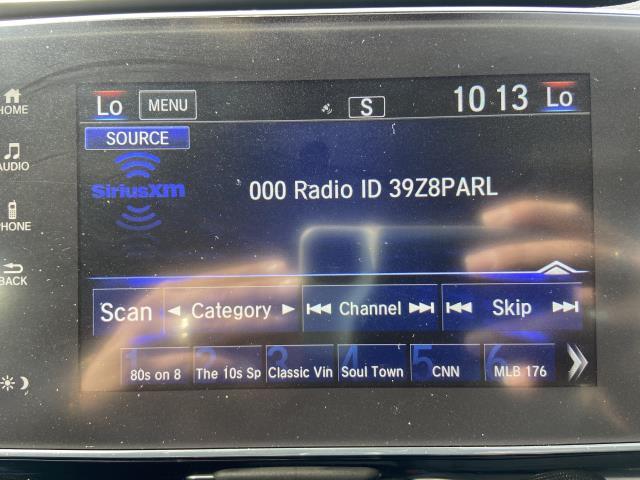 HOME
Lo MENU S 10 13 Lo
SOURCE
AUDIO
SiriusXM
000 Radio ID 39Z8PARL
PHONE
BACK
Scan Category Channel Skip
1 2 3 4 5 6
80s on 8 The 10s Sp Classic Vin Soul Town CNN MLB 176